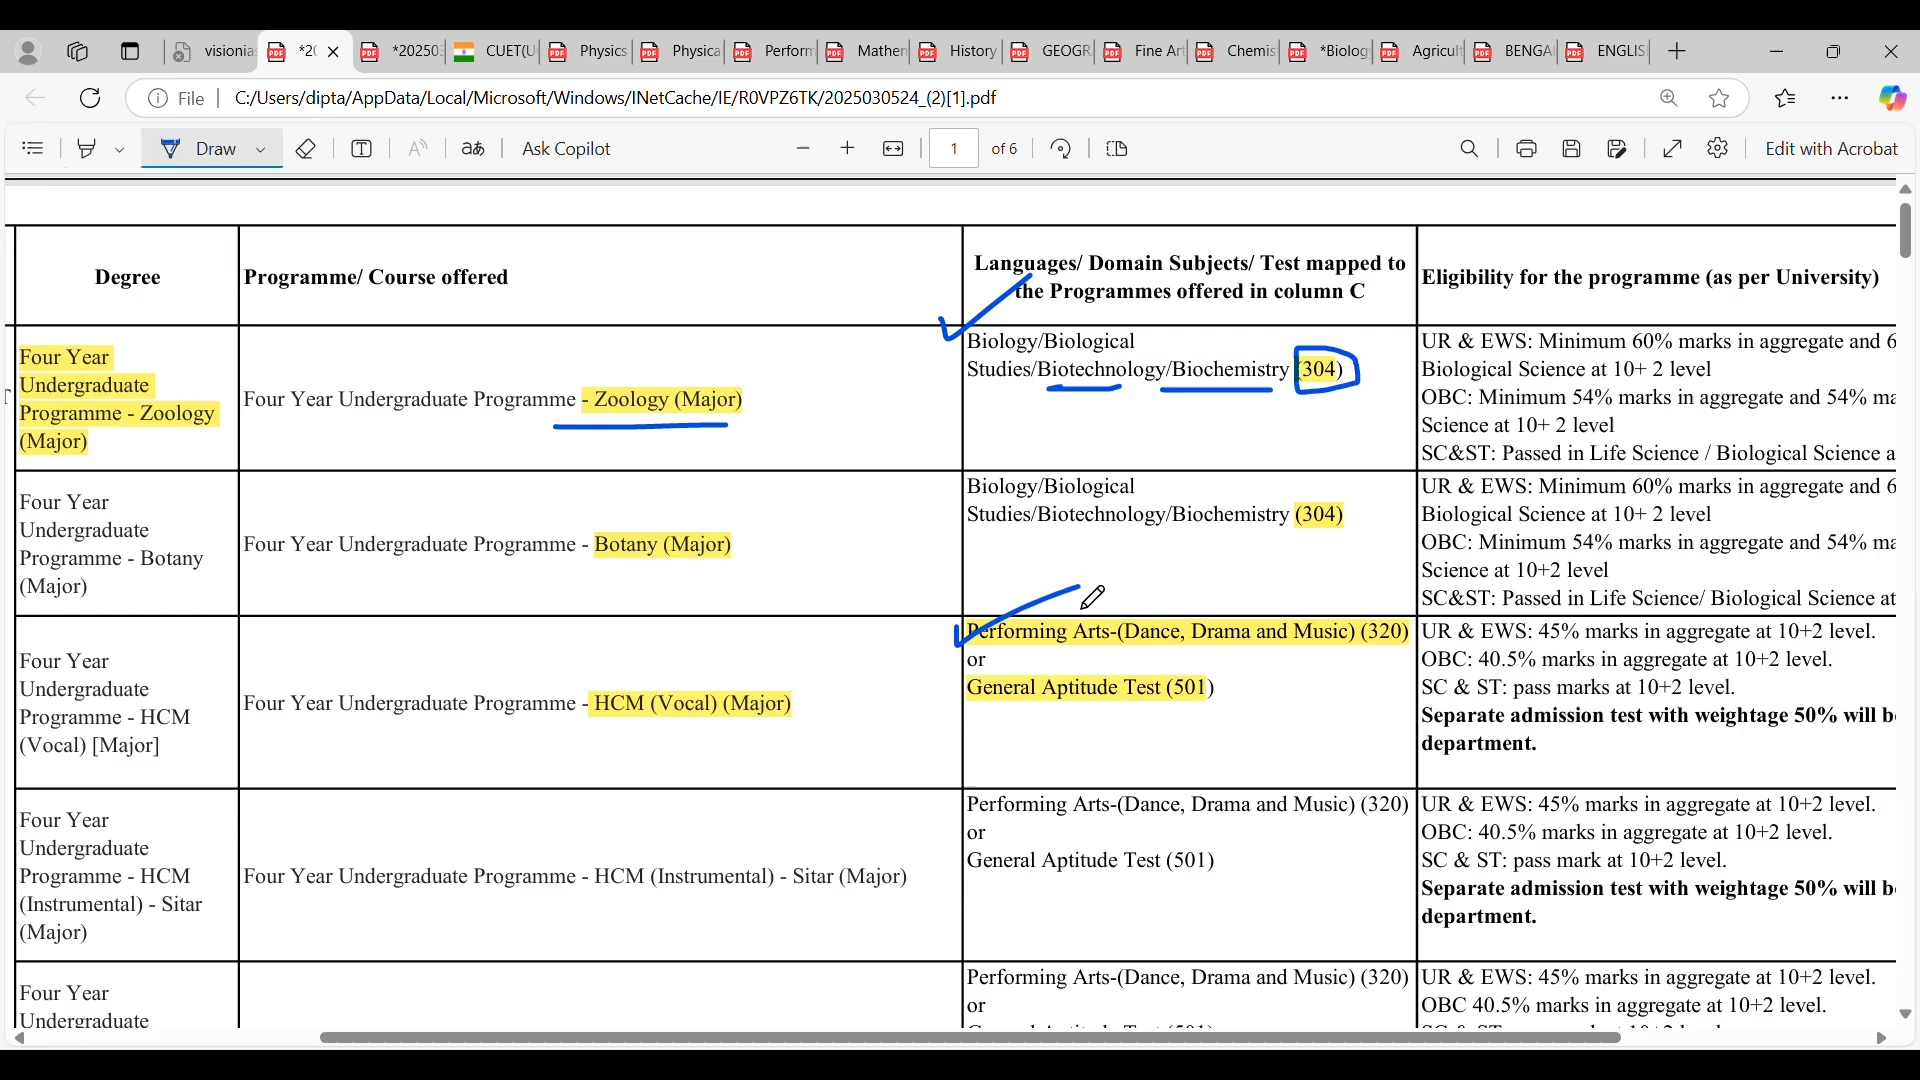 visionia
*20
*20250
CUET(U
Physics
Physica
Perform
Mathen
History
GEOGR
Fine Ar
Chemis
*Biolog
Agricult
BENGA
ENGLIS
File
C:/Users/dipta/AppData/Local/Microsoft/Windows/INetCache/IE/R0VPZ6TK/2025030524_(2)[1].pdf
Draw
aあ
Ask Copilot
1
of 6
Edit with Acrobat
Degree
Programme/ Course offered
Languages/ Domain Subjects/ Test mapped to
the Programmes offered in column C
Eligibility for the programme (as per University)
Four Year
Undergraduate
Programme - Zoology
(Major)
Four Year Undergraduate Programme - Zoology (Major)
Biology/Biological
Studies/Biotechnology/Biochemistry (304)
UR & EWS: Minimum 60% marks in aggregate and 6
Biological Science at 10+ 2 level
OBC: Minimum 54% marks in aggregate and 54% ma
Science at 10+ 2 level
SC&ST: Passed in Life Science / Biological Science a
Four Year
Undergraduate
Programme - Botany
(Major)
Four Year Undergraduate Programme - Botany (Major)
Biology/Biological
Studies/Biotechnology/Biochemistry (304)
UR & EWS: Minimum 60% marks in aggregate and 6
Biological Science at 10+ 2 level
OBC: Minimum 54% marks in aggregate and 54% ma
Science at 10+2 level
SC&ST: Passed in Life Science/ Biological Science at
Four Year
Undergraduate
Programme - HCM
(Vocal) [Major]
Four Year Undergraduate Programme - HCM (Vocal) (Major)
Performing Arts-(Dance, Drama and Music) (320)
or
General Aptitude Test (501)
UR & EWS: 45% marks in aggregate at 10+2 level.
OBC: 40.5% marks in aggregate at 10+2 level.
SC & ST: pass marks at 10+2 level.
Separate admission test with weightage 50% will b
department.
Four Year
Undergraduate
Programme - HCM
(Instrumental) - Sitar
(Major)
Four Year Undergraduate Programme - HCM (Instrumental) - Sitar (Major)
Performing Arts-(Dance, Drama and Music) (320)
or
General Aptitude Test (501)
UR & EWS: 45% marks in aggregate at 10+2 level.
OBC: 40.5% marks in aggregate at 10+2 level.
SC & ST: pass mark at 10+2 level.
Separate admission test with weightage 50% will b
department.
Four Year
Undergraduate
Performing Arts-(Dance, Drama and Music) (320)
or
UR & EWS: 45% marks in aggregate at 10+2 level.
OBC 40.5% marks in aggregate at 10+2 level.